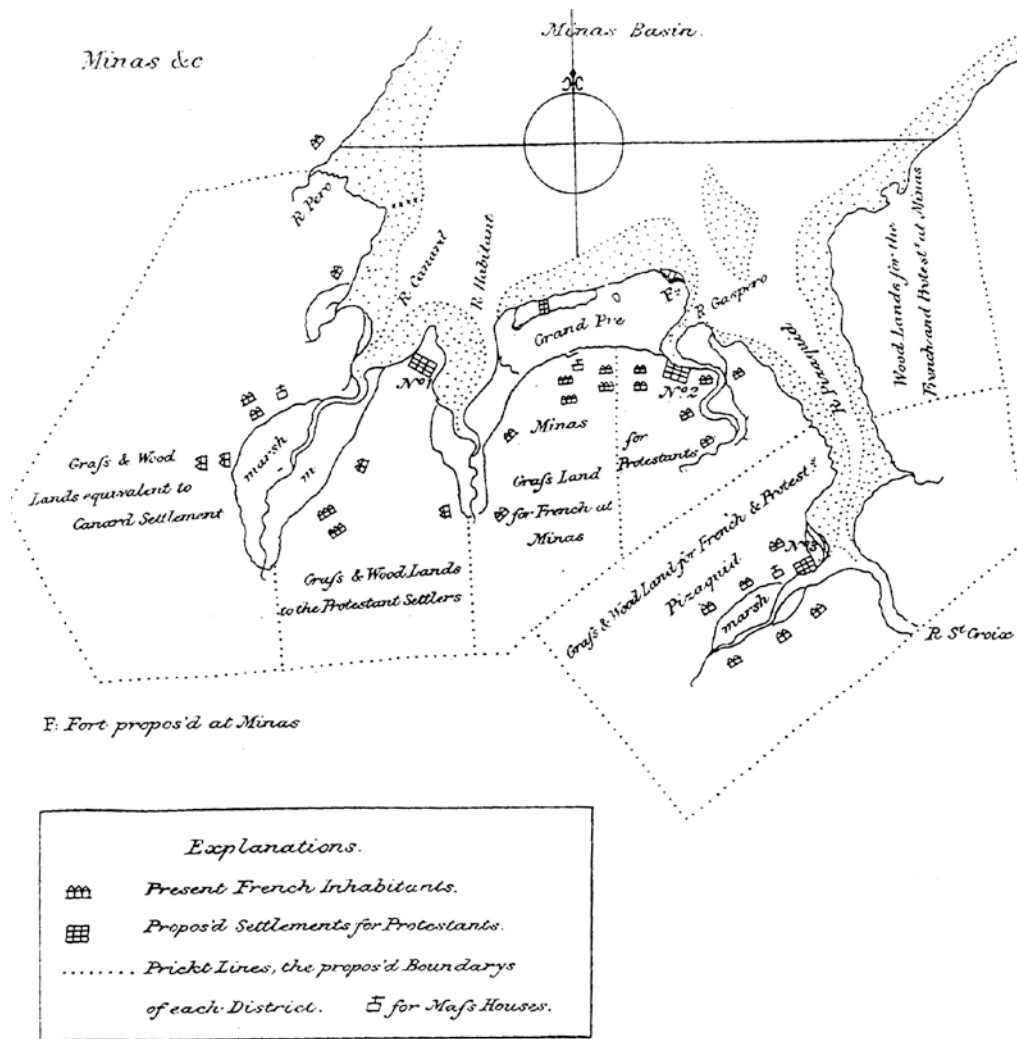 Minas &c
Minas Basin.
R Pero
R Canard
R Habitant
Grand Pre
F:
R Gaspero
R Pizaquid
Wood Lands for the
French and Protest.ˢ at Minas
Nº1
Nº2
marsh
m
Graſs & Wood
Lands equivalent to
Canard Settlement
Minas
Graſs Land
for French at
Minas
for
Protestants
Graſs & Wood Lands
to the Protestant Settlers
Graſs & Wood Land for French & Protest.ˢ
Pizaquid
Nº3
marsh
R Sᵗ Croix
F: Fort propos'd at Minas
Explanations.
Present French Inhabitants.
Propos'd Settlements for Protestants.
Prickt Lines, the propos'd Boundarys
of each District. for Maſs Houses.